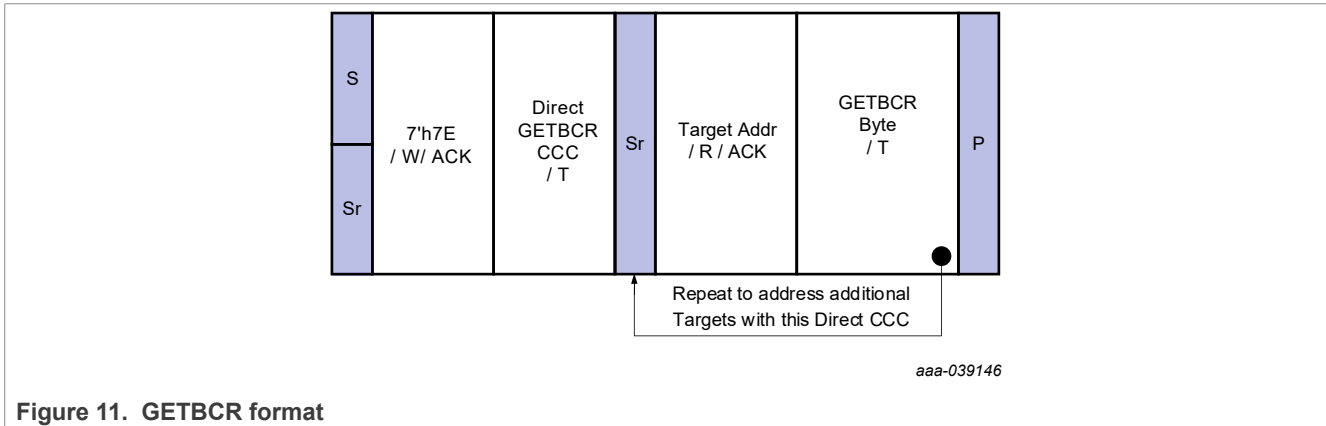 S
Sr
7'h7E
/ W/ ACK
Direct
GETBCR
CCC
/ T
Sr
Target Addr
/ R / ACK
GETBCR
Byte
/ T
P
Repeat to address additional
Targets with this Direct CCC
aaa-039146
Figure 11. GETBCR format